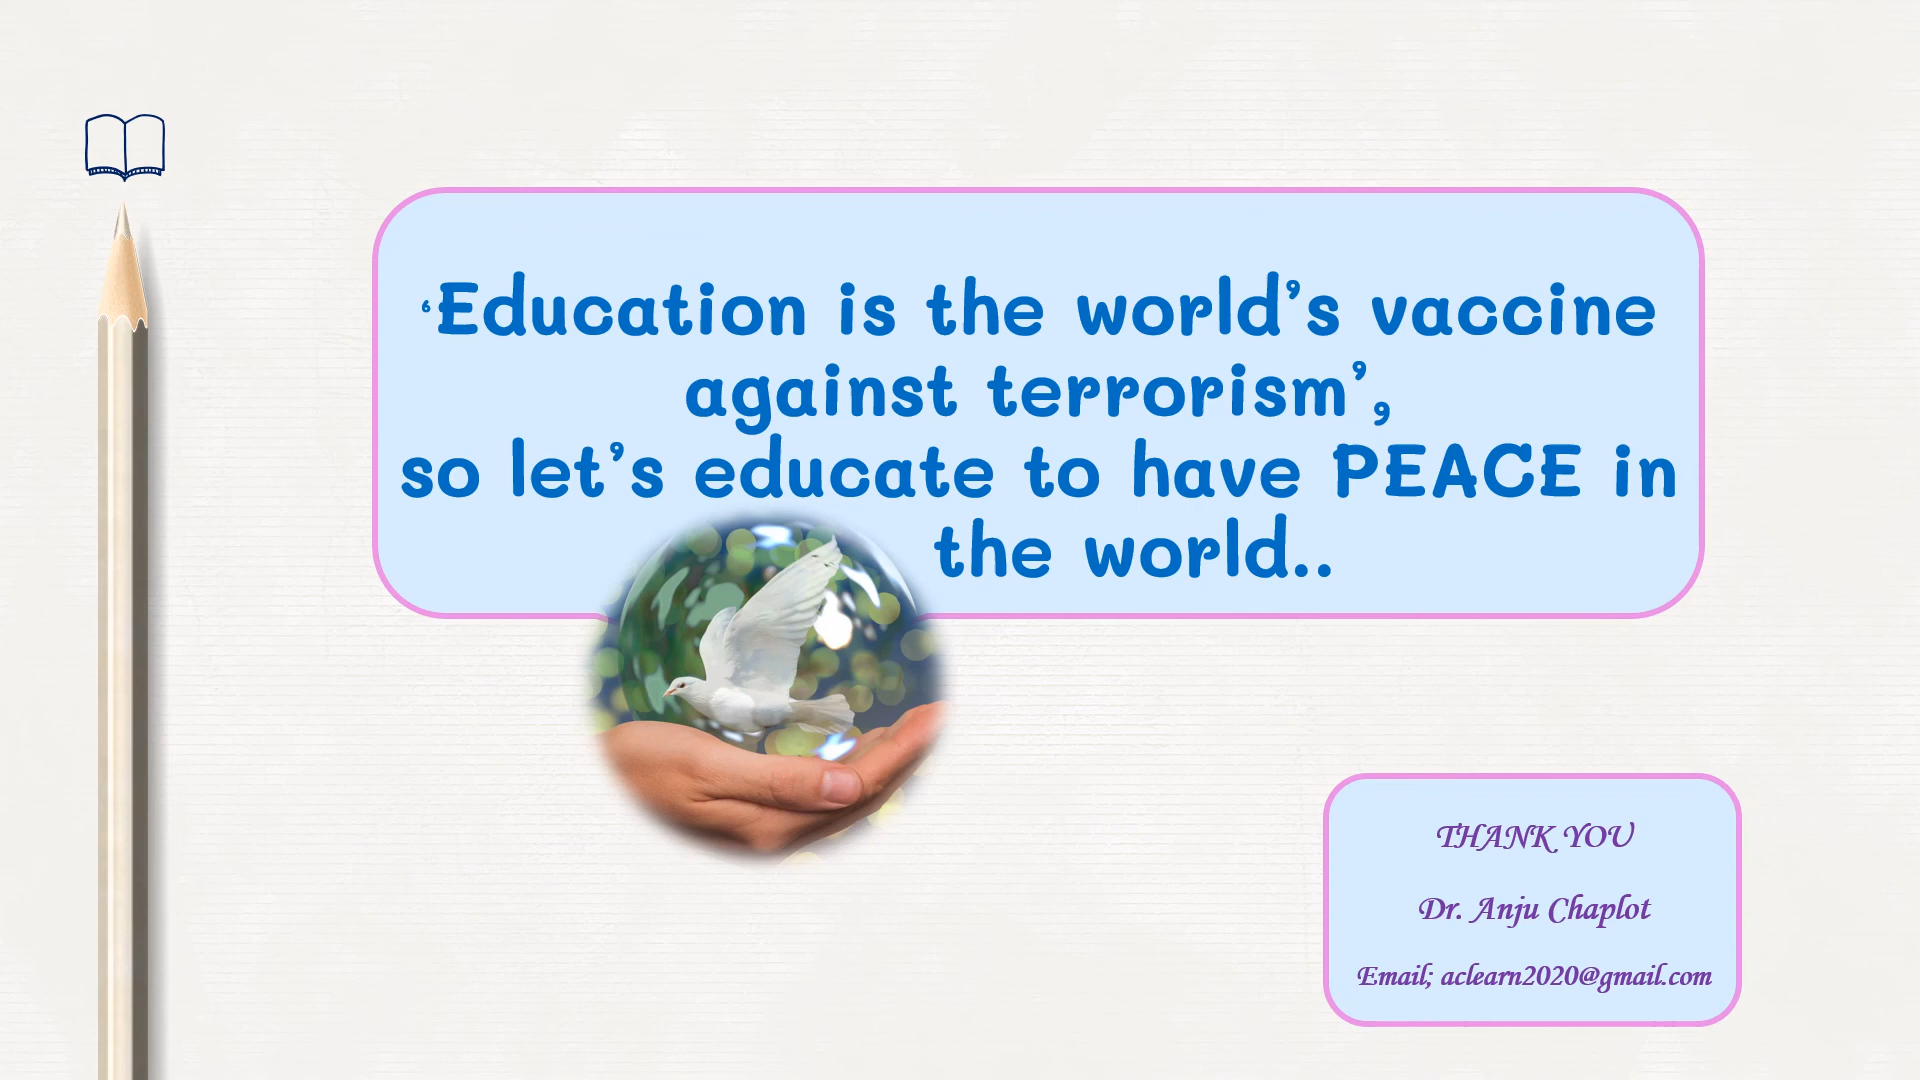 ‘Education is the world’s vaccine
against terrorism’,
so let’s educate to have PEACE in
the world..
THANK YOU
Dr. Anju Chaplot
Email; aclearn2020@gmail.com